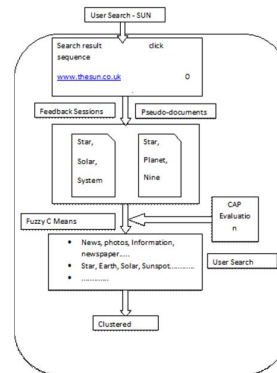 User Search - SUN
Search result click
sequence
www.thesun.co.uk 0
Feedback Sessions
Pseudo-documents
Star,
Solar,
System
Star,
Planet,
Nine
Fuzzy C Means
CAP
Evaluatio
n
• News, photos, Information,
newspaper.....
• Star, Earth, Solar, Sunspot............
• ..............
User Search
Clustered